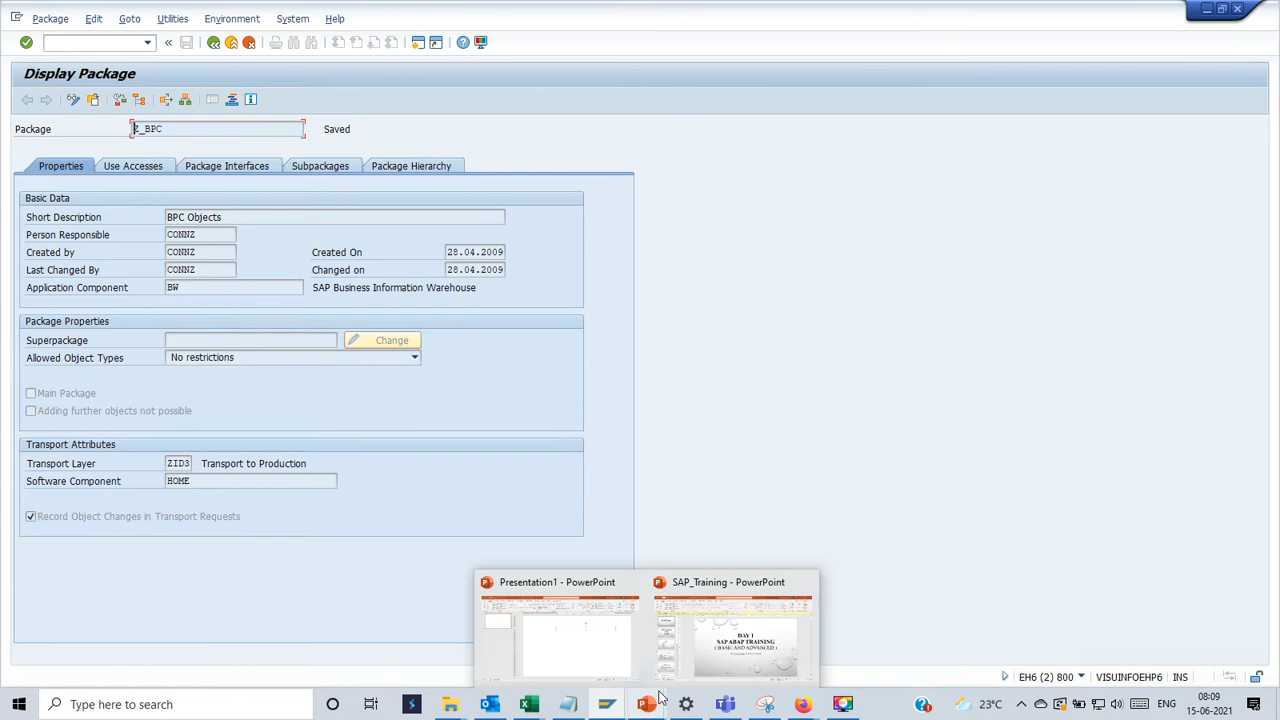 Package Edit Goto Utilities Environment System Help
Display Package
Package Z_BPC Saved
Properties Use Accesses Package Interfaces Subpackages Package Hierarchy
Basic Data
Short Description BPC Objects
Person Responsible CONNZ
Created by CONNZ Created On 28.04.2009
Last Changed By CONNZ Changed on 28.04.2009
Application Component BW SAP Business Information Warehouse
Package Properties
Superpackage Change
Allowed Object Types No restrictions
Main Package
Adding further objects not possible
Transport Attributes
Transport Layer ZID3 Transport to Production
Software Component HOME
Record Object Changes in Transport Requests
Presentation1 - PowerPoint SAP_Training - PowerPoint
DAY 1
SAP ABAP TRAINING
( BASIC AND ADVANCED )
EH6 (2) 800 VISUINFOEHP6 INS
Type here to search 23°C ENG 08:09
15-06-2021